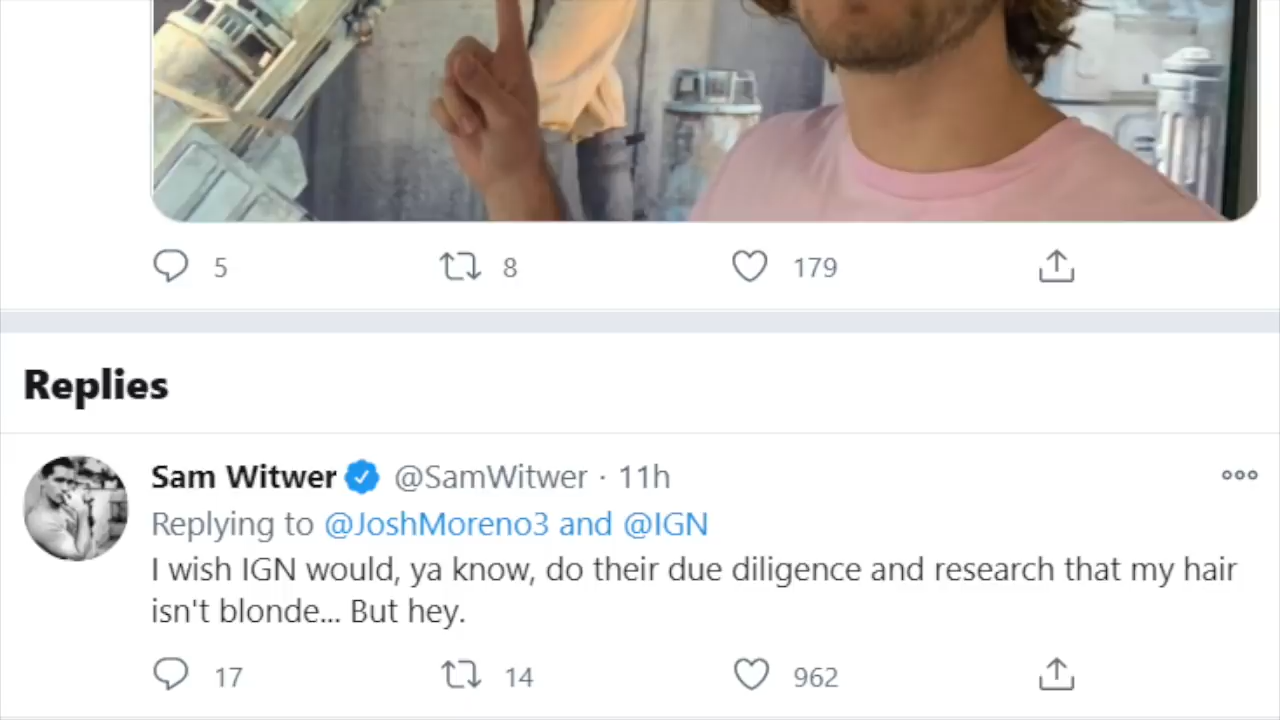 5 8 179
Replies
Sam Witwer @SamWitwer · 11h
Replying to @JoshMoreno3 and @IGN
I wish IGN would, ya know, do their due diligence and research that my hair
isn't blonde... But hey.
17 14 962